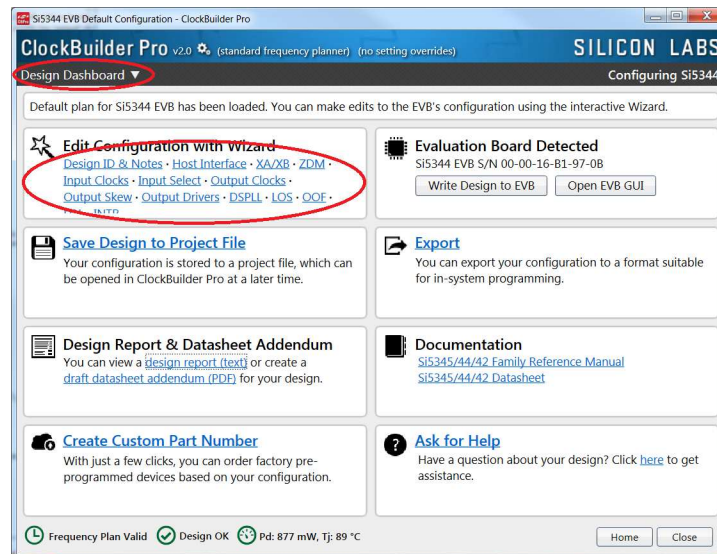 Si5344 EVB Default Configuration - ClockBuilder Pro
ClockBuilder Pro v2.0 (standard frequency planner) (no setting overrides)
SILICON LABS
Design Dashboard ▼
Configuring Si5344
Default plan for Si5344 EVB has been loaded. You can make edits to the EVB's configuration using the interactive Wizard.
Edit Configuration with Wizard
Design ID & Notes · Host Interface · XA/XB · ZDM ·
Input Clocks · Input Select · Output Clocks ·
Output Skew · Output Drivers · DSPLL · LOS · OOF ·
INTR
Evaluation Board Detected
Si5344 EVB S/N 00-00-16-B1-97-0B
Write Design to EVB
Open EVB GUI
Save Design to Project File
Your configuration is stored to a project file, which can
be opened in ClockBuilder Pro at a later time.
Export
You can export your configuration to a format suitable
for in-system programming.
Design Report & Datasheet Addendum
You can view a design report (text) or create a
draft datasheet addendum (PDF) for your design.
Documentation
Si5345/44/42 Family Reference Manual
Si5345/44/42 Datasheet
Create Custom Part Number
With just a few clicks, you can order factory pre-
programmed devices based on your configuration.
Ask for Help
Have a question about your design? Click here to get
assistance.
Frequency Plan Valid
Design OK
Pd: 877 mW, Tj: 89 °C
Home
Close